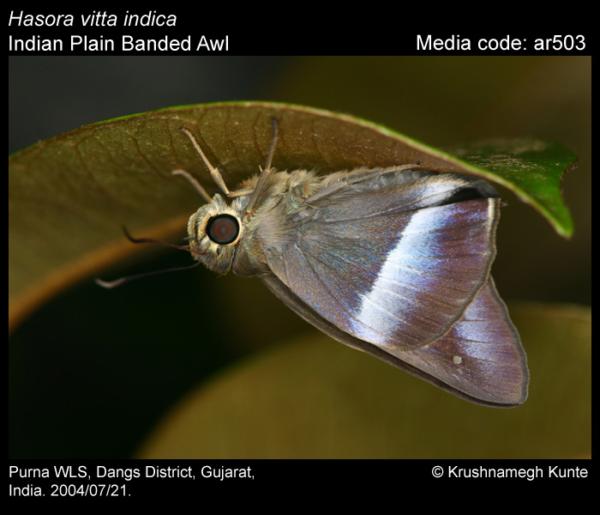 Hasora vitta indica
Indian Plain Banded Awl
Media code: ar503
Purna WLS, Dangs District, Gujarat,
India. 2004/07/21.
© Krushnamegh Kunte